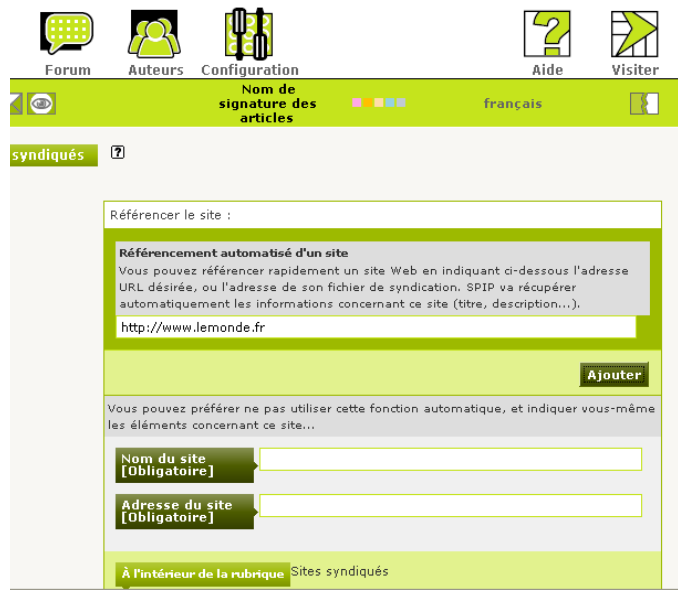 Forum Auteurs Configuration Aide Visiter
Nom de
signature des
articles
français
syndiqués
?
Référencer le site :
Référencement automatisé d'un site
Vous pouvez référencer rapidement un site Web en indiquant ci-dessous l'adresse
URL désirée, ou l'adresse de son fichier de syndication. SPIP va récupérer
automatiquement les informations concernant ce site (titre, description...).
http://www.lemonde.fr
Ajouter
Vous pouvez préférer ne pas utiliser cette fonction automatique, et indiquer vous-même
les éléments concernant ce site...
Nom du site
[Obligatoire]
Adresse du site
[Obligatoire]
À l'intérieur de la rubrique Sites syndiqués